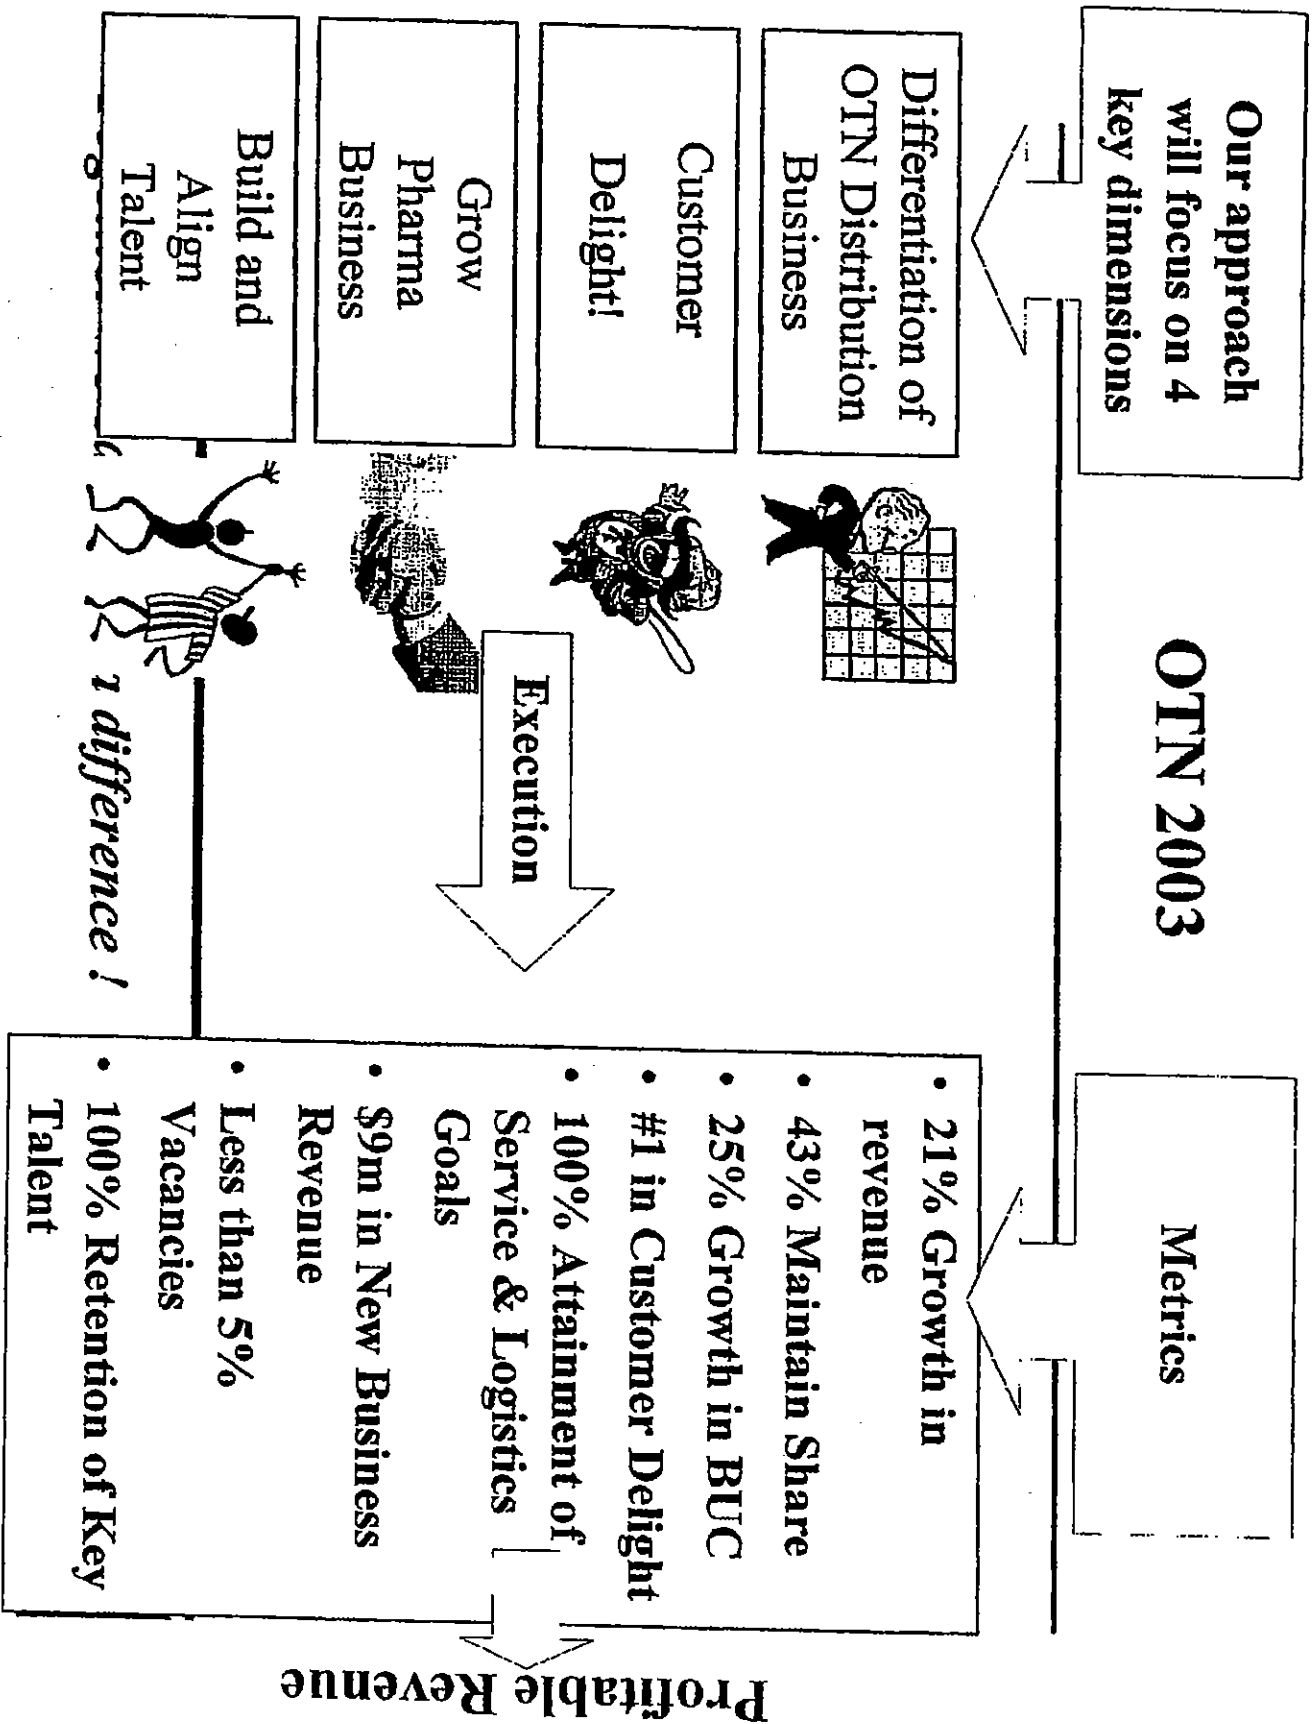 OTN 2003
Our approach
will focus on 4
key dimensions
Differentiation of
OTN Distribution
Business
Customer
Delight!
Grow
Pharma
Business
Build and
Align
Talent
Execution
Metrics
• 21% Growth in
revenue
• 43% Maintain Share
• 25% Growth in BUC
• #1 in Customer Delight
• 100% Attainment of
Service & Logistics
Goals
• $9m in New Business
Revenue
• Less than 5%
Vacancies
• 100% Retention of Key
Talent
Profitable Revenue
difference !